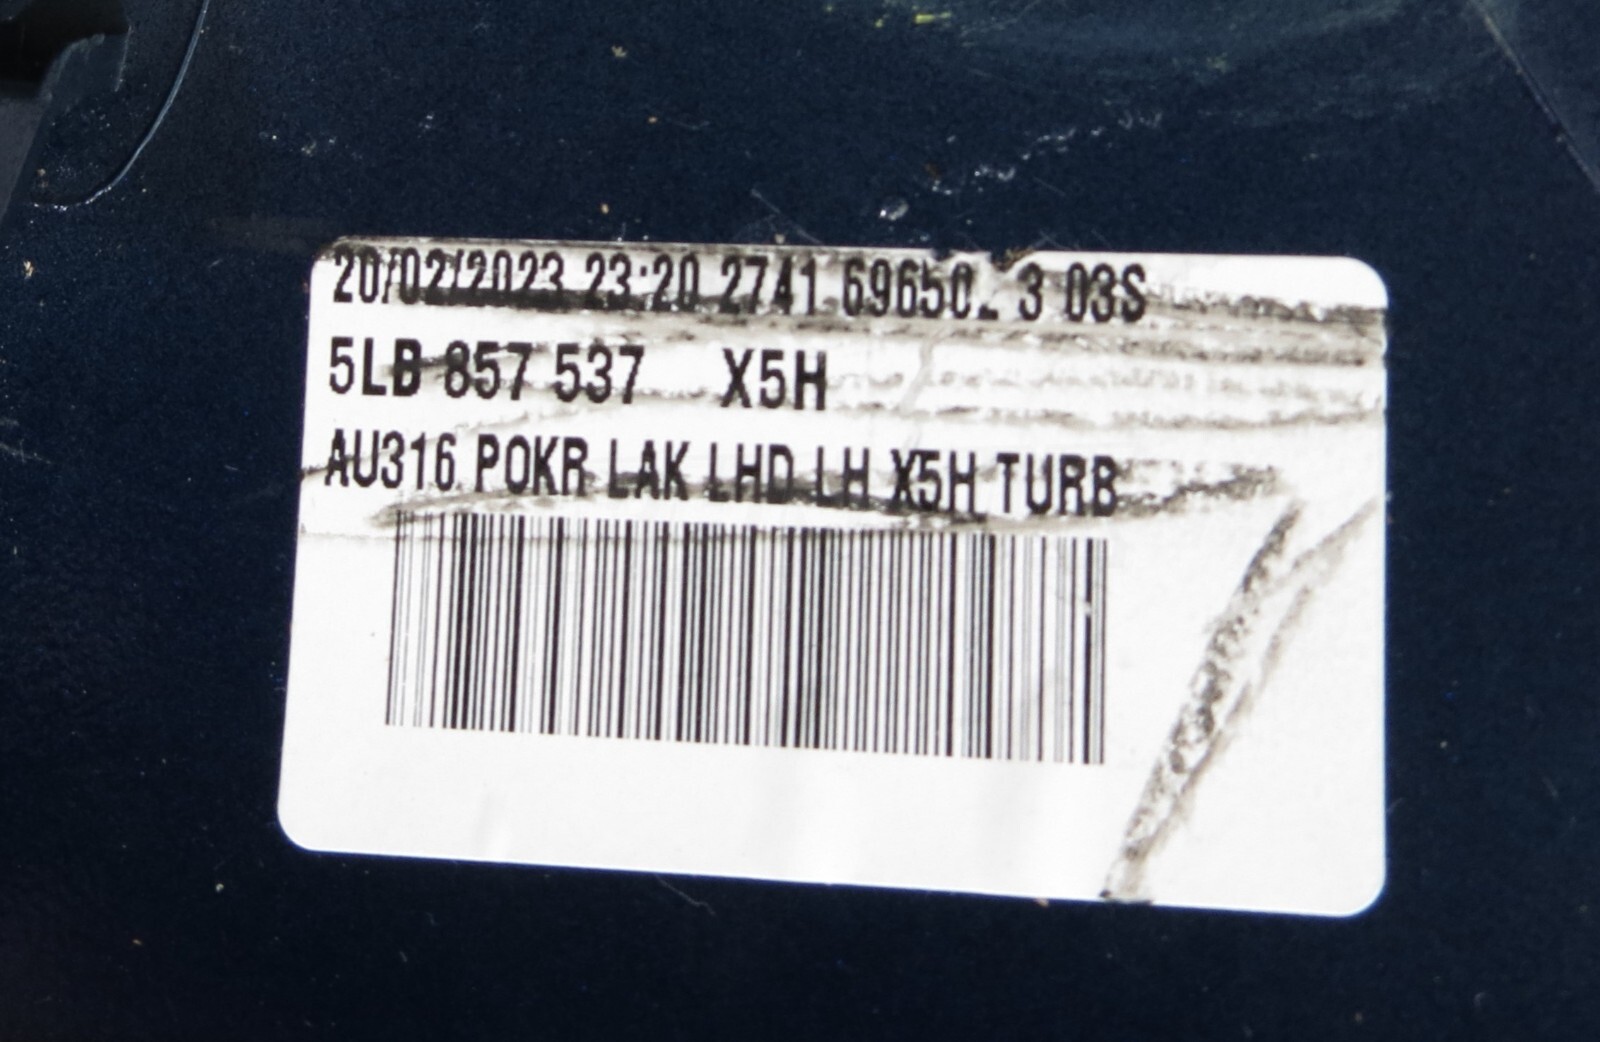 20/02/2023 23:20 2741 3 03S
5LB 857 537 X5H
AU316 POKR LAK LHD LH X5H TURB